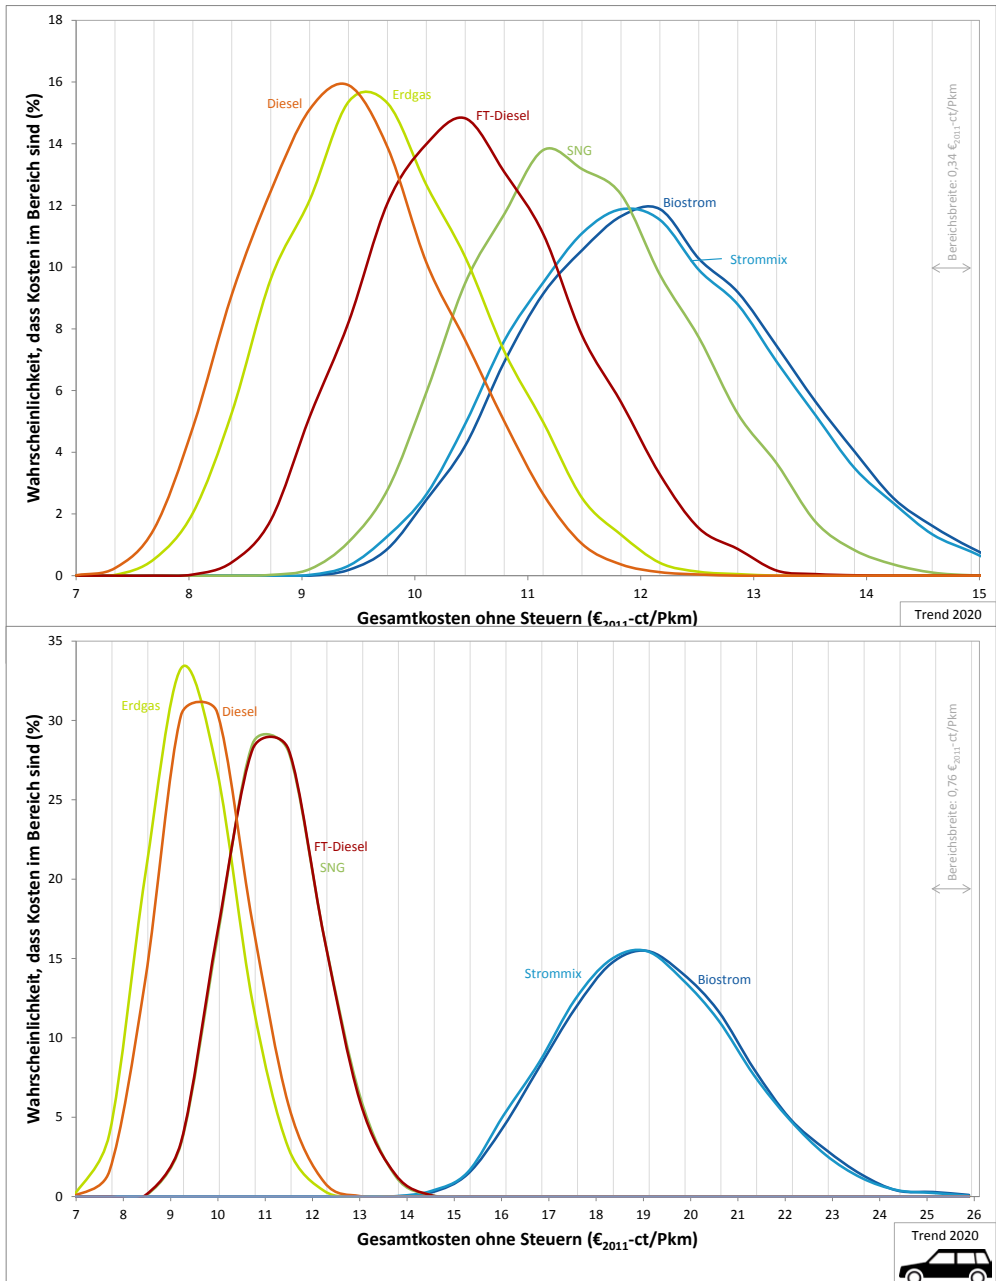 18
16
14
12
10
8
6
4
2
0
Wahrscheinlichkeit, dass Kosten im Bereich sind (%)
Diesel
Erdgas
FT-Diesel
SNG
Biostrom
Strommix
Bereichsbreite: 0,34 €2011-ct/Pkm
7 8 9 10 11 12 13 14 15
Gesamtkosten ohne Steuern (€2011-ct/Pkm)
Trend 2020
35
30
25
20
15
10
5
0
Wahrscheinlichkeit, dass Kosten im Bereich sind (%)
Erdgas
Diesel
FT-Diesel
SNG
Strommix
Biostrom
Bereichsbreite: 0,76 €2011-ct/Pkm
7 8 9 10 11 12 13 14 15 16 17 18 19 20 21 22 23 24 25 26
Gesamtkosten ohne Steuern (€2011-ct/Pkm)
Trend 2020